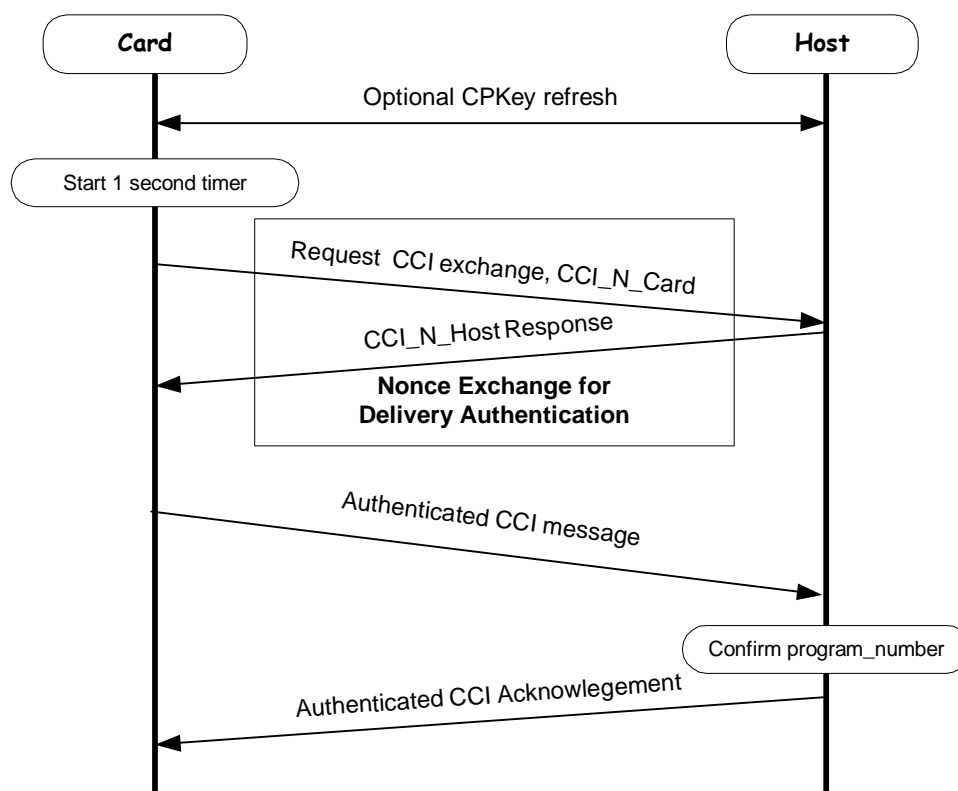 Card
Host
Optional CPKey refresh
Start 1 second timer
Request CCI exchange, CCI_N_Card
CCI_N_Host Response
Nonce Exchange for
Delivery Authentication
Authenticated CCI message
Confirm program_number
Authenticated CCI Acknowlegement